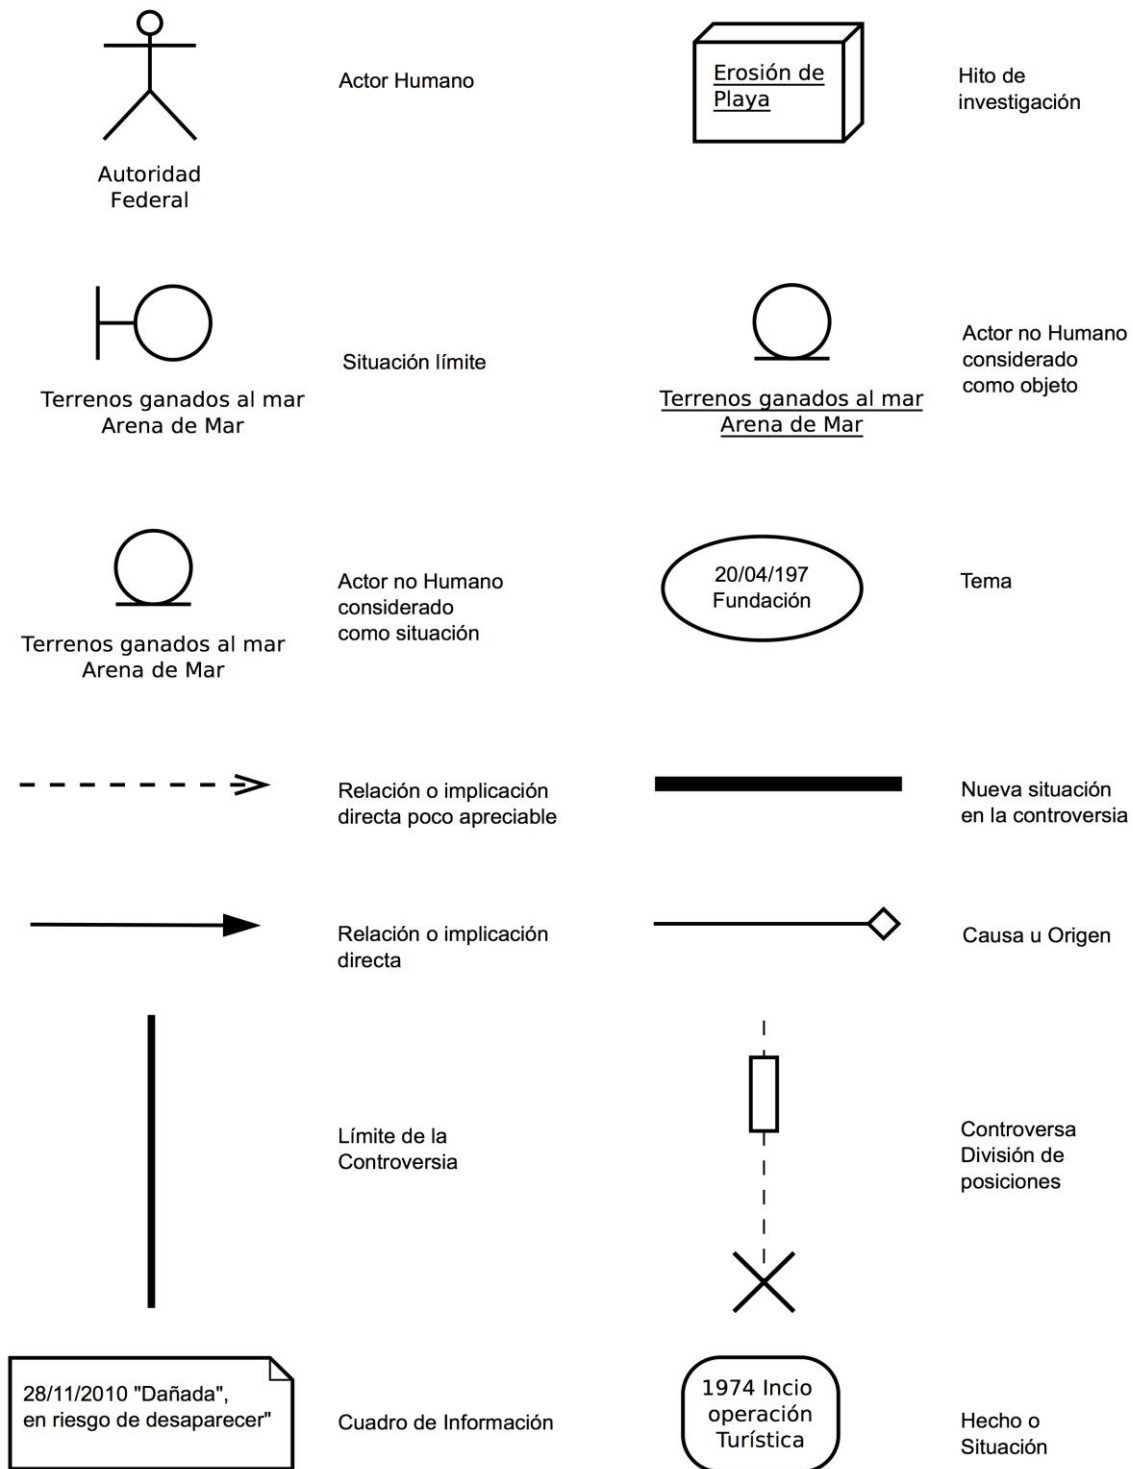 Autoridad
Federal
Actor Humano
Erosión de
Playa
Hito de
investigación
Terrenos ganados al mar
Arena de Mar
Situación límite
Terrenos ganados al mar
Arena de Mar
Actor no Humano
considerado
como objeto
Terrenos ganados al mar
Arena de Mar
Actor no Humano
considerado
como situación
20/04/197
Fundación
Tema
Relación o implicación
directa poco apreciable
Nueva situación
en la controversia
Relación o implicación
directa
Causa u Origen
Límite de la
Controversia
Controversa
División de
posiciones
28/11/2010 "Dañada",
en riesgo de desaparecer"
Cuadro de Información
1974 Incio
operación
Turística
Hecho o
Situación